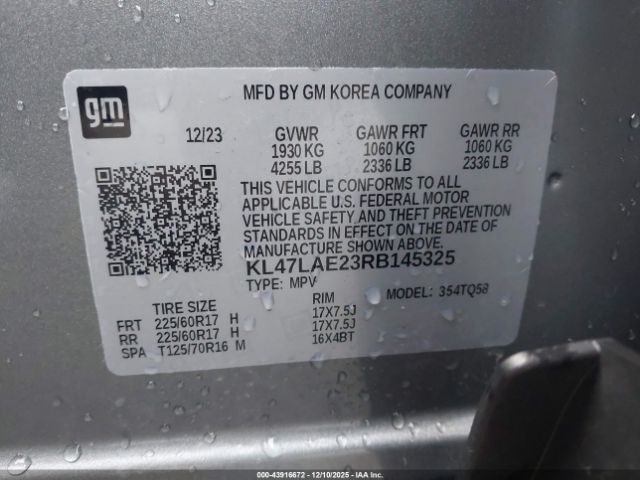 gm
MFD BY GM KOREA COMPANY
12/23 GVWR GAWR FRT GAWR RR
1930 KG 1060 KG 1060 KG
4255 LB 2336 LB 2336 LB
THIS VEHICLE CONFORMS TO ALL
APPLICABLE U.S. FEDERAL MOTOR
VEHICLE SAFETY AND THEFT PREVENTION
STANDARDS IN EFFECT ON THE DATE OF
MANUFACTURE SHOWN ABOVE.
KL47LAE23RB145325
TYPE: MPV MODEL: 354TQ58
TIRE SIZE RIM
FRT 225/60R17 H 17X7.5J
RR 225/60R17 H 17X7.5J
SPA T125/70R16 M 16X4BT
000-43916672 - 12/10/2025 - IAAI, INC.